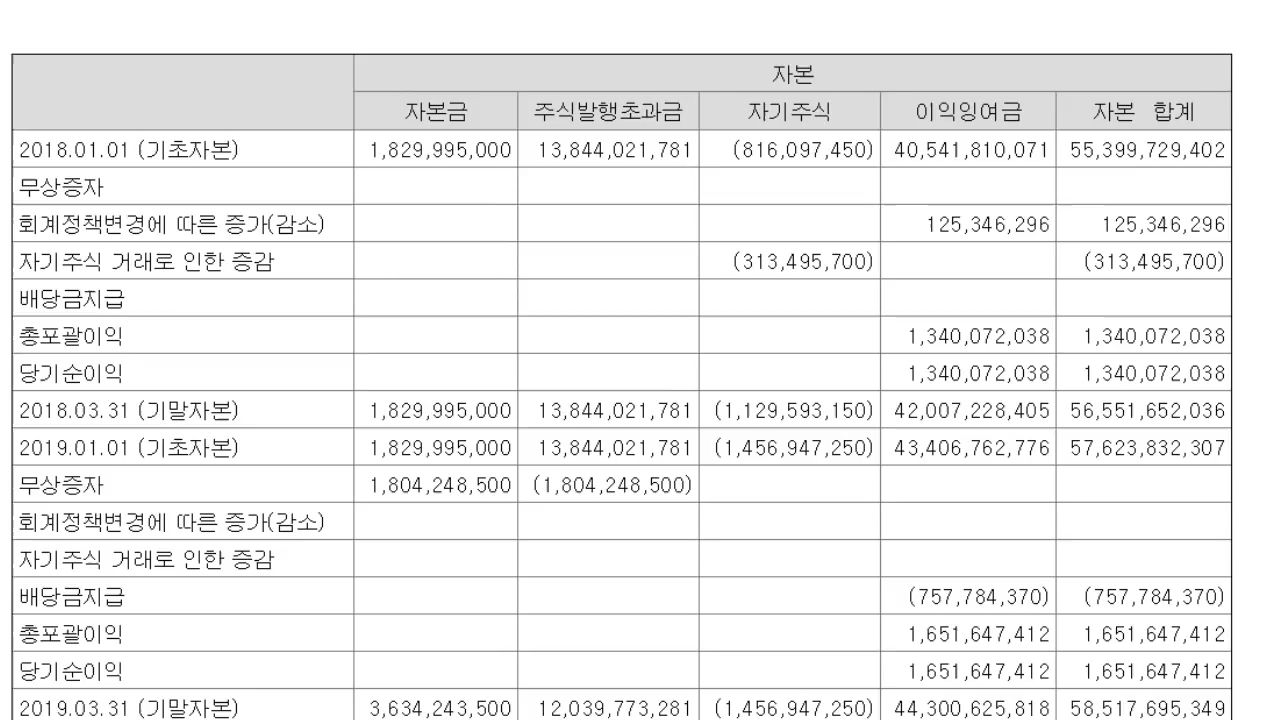 자본
자본금 주식발행초과금 자기주식 이익잉여금 자본 합계
2018.01.01 (기초자본) 1,829,995,000 13,844,021,781 (816,097,450) 40,541,810,071 55,399,729,402
무상증자
회계정책변경에 따른 증가(감소) 125,346,296 125,346,296
자기주식 거래로 인한 증감 (313,495,700) (313,495,700)
배당금지급
총포괄이익 1,340,072,038 1,340,072,038
당기순이익 1,340,072,038 1,340,072,038
2018.03.31 (기말자본) 1,829,995,000 13,844,021,781 (1,129,593,150) 42,007,228,405 56,551,652,036
2019.01.01 (기초자본) 1,829,995,000 13,844,021,781 (1,456,947,250) 43,406,762,776 57,623,832,307
무상증자 1,804,248,500 (1,804,248,500)
회계정책변경에 따른 증가(감소)
자기주식 거래로 인한 증감
배당금지급 (757,784,370) (757,784,370)
총포괄이익 1,651,647,412 1,651,647,412
당기순이익 1,651,647,412 1,651,647,412
2019.03.31 (기말자본) 3,634,243,500 12,039,773,281 (1,456,947,250) 44,300,625,818 58,517,695,349